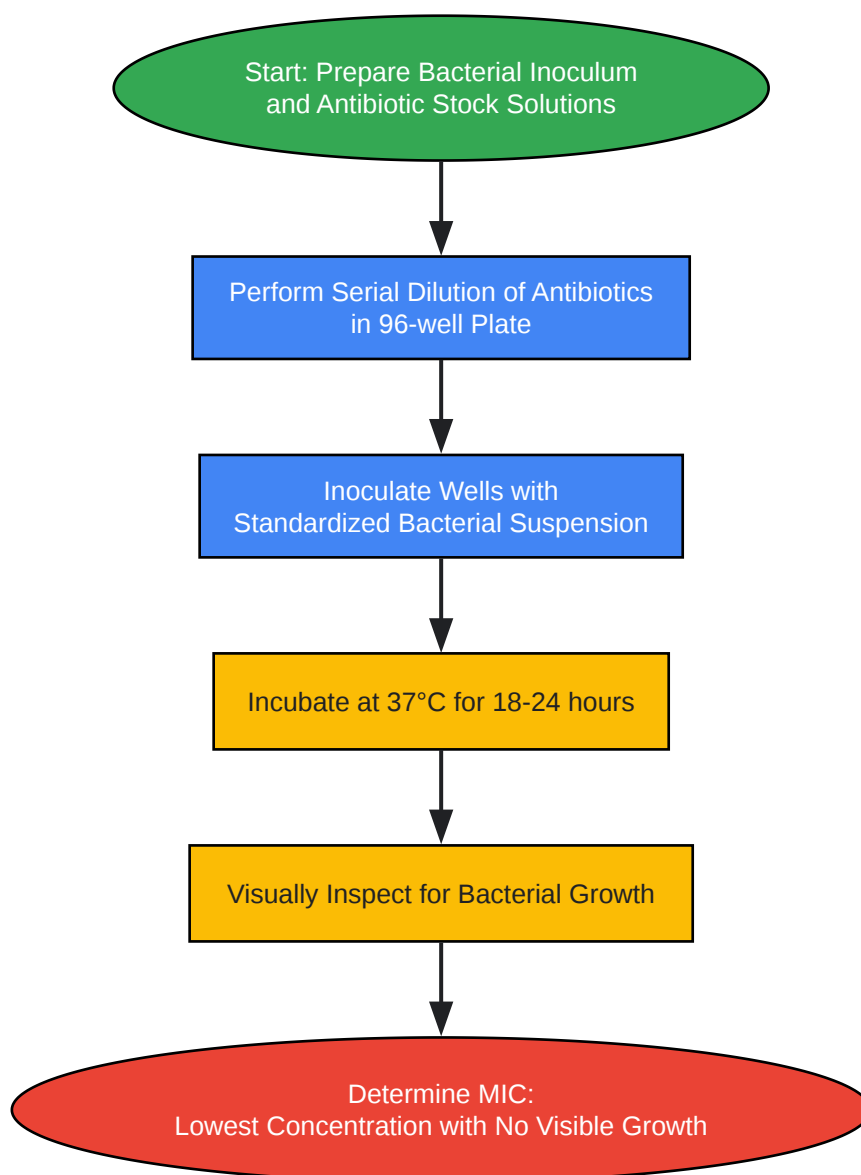 Start: Prepare Bacterial Inoculum
and Antibiotic Stock Solutions
Perform Serial Dilution of Antibiotics
in 96-well Plate
Inoculate Wells with
Standardized Bacterial Suspension
Incubate at 37°C for 18-24 hours
Visually Inspect for Bacterial Growth
Determine MIC:
Lowest Concentration with No Visible Growth